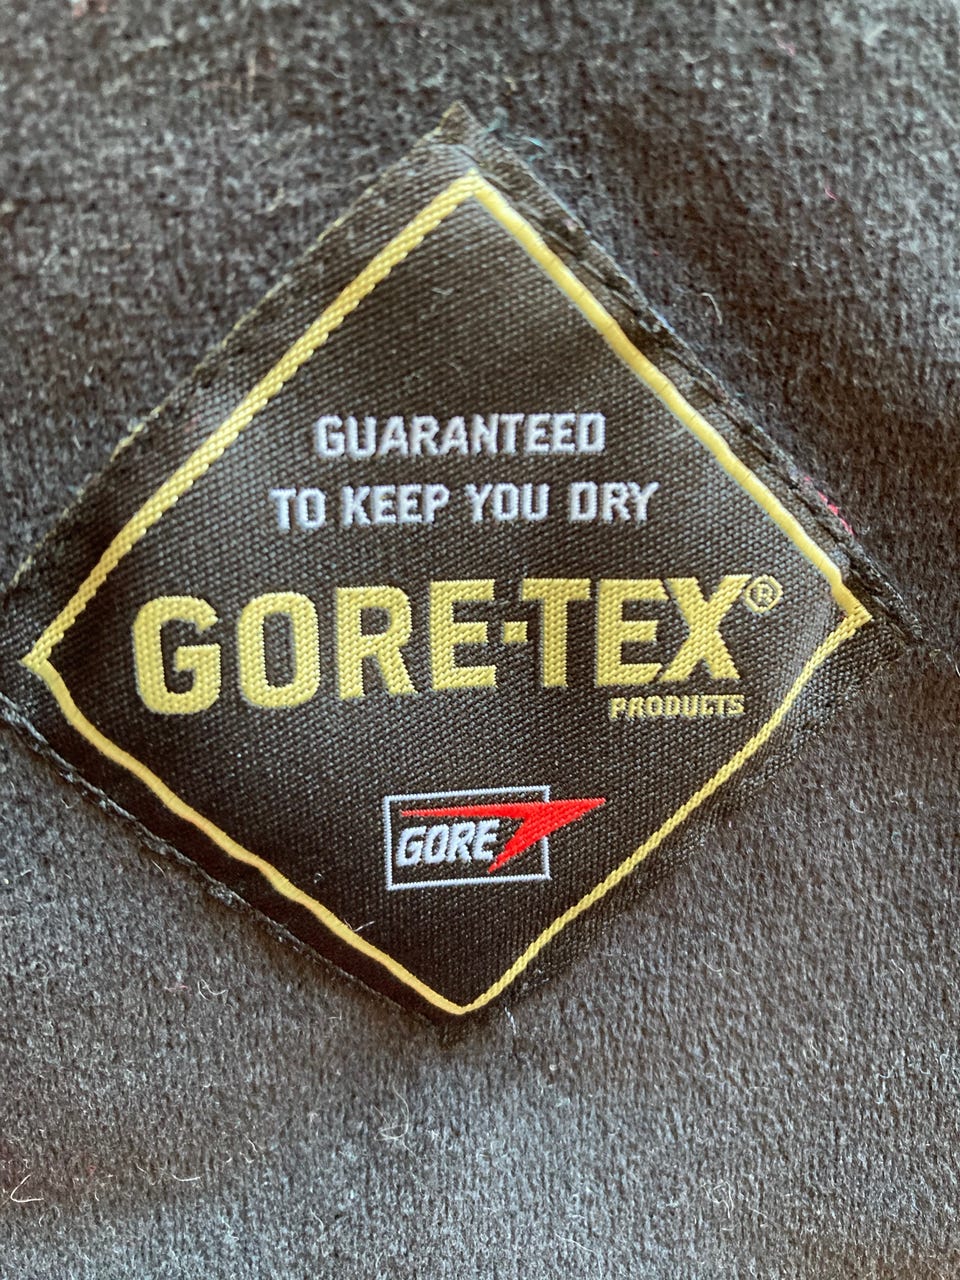 GUARANTEED
TO KEEP YOU DRY
GORE-TEX®
PRODUCTS
GORE